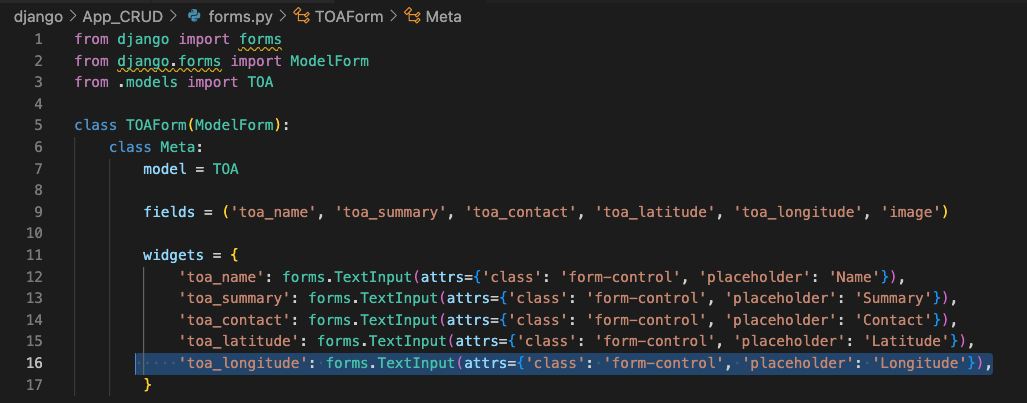 django > App_CRUD > forms.py > TOAForm > Meta
1 from django import forms
2 from django.forms import ModelForm
3 from .models import TOA
4
5 class TOAForm(ModelForm):
6     class Meta:
7         model = TOA
8
9         fields = ('toa_name', 'toa_summary', 'toa_contact', 'toa_latitude', 'toa_longitude', 'image')
10
11         widgets = {
12             'toa_name': forms.TextInput(attrs={'class': 'form-control', 'placeholder': 'Name'}),
13             'toa_summary': forms.TextInput(attrs={'class': 'form-control', 'placeholder': 'Summary'}),
14             'toa_contact': forms.TextInput(attrs={'class': 'form-control', 'placeholder': 'Contact'}),
15             'toa_latitude': forms.TextInput(attrs={'class': 'form-control', 'placeholder': 'Latitude'}),
16             'toa_longitude': forms.TextInput(attrs={'class': 'form-control', 'placeholder': 'Longitude'}),
17         }